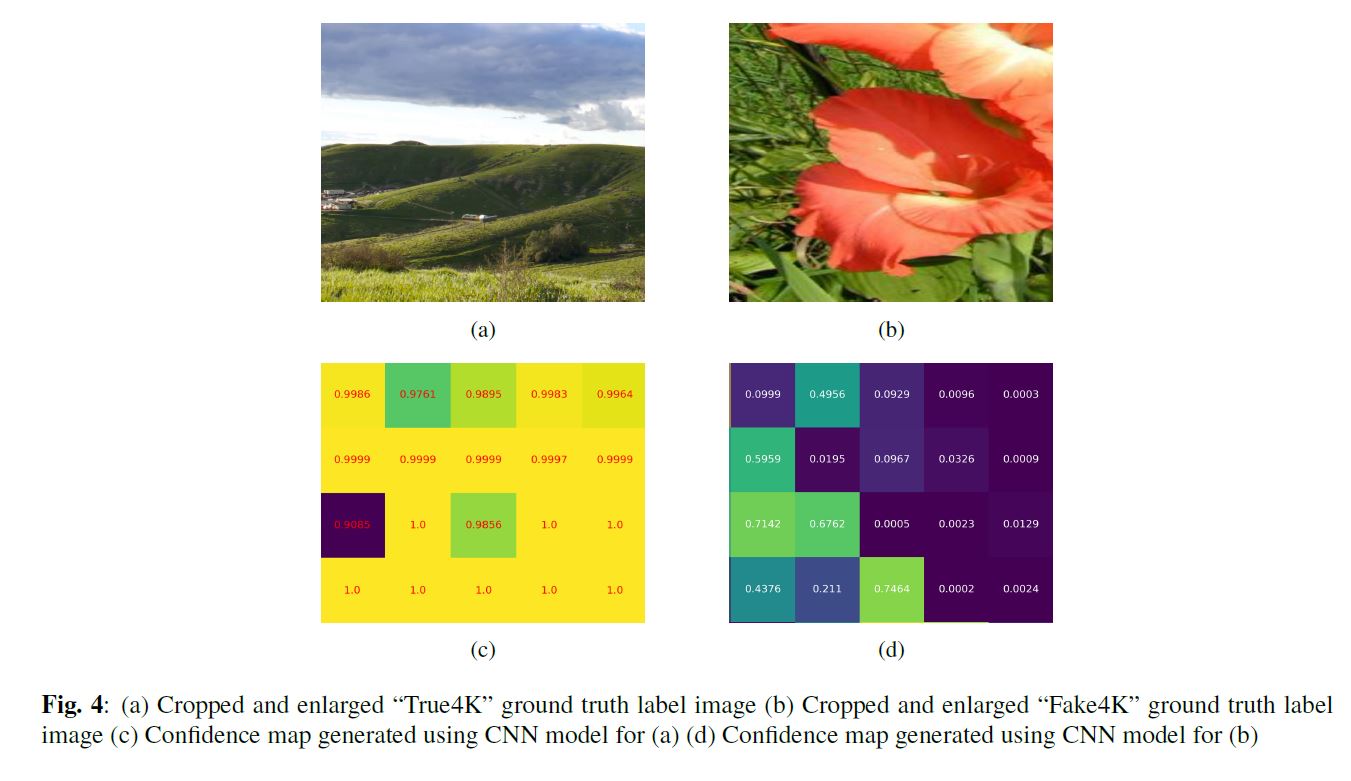 (a)
(b)
0.9986 0.9761 0.9895 0.9983 0.9964
0.9999 0.9999 0.9999 0.9997 0.9999
0.9085 1.0 0.9856 1.0 1.0
1.0 1.0 1.0 1.0 1.0
(c)
0.0999 0.4956 0.0929 0.0096 0.0003
0.5959 0.0195 0.0967 0.0326 0.0009
0.7142 0.6762 0.0005 0.0023 0.0129
0.4376 0.211 0.7464 0.0002 0.0024
(d)
Fig. 4: (a) Cropped and enlarged “True4K” ground truth label image (b) Cropped and enlarged “Fake4K” ground truth label
image (c) Confidence map generated using CNN model for (a) (d) Confidence map generated using CNN model for (b)